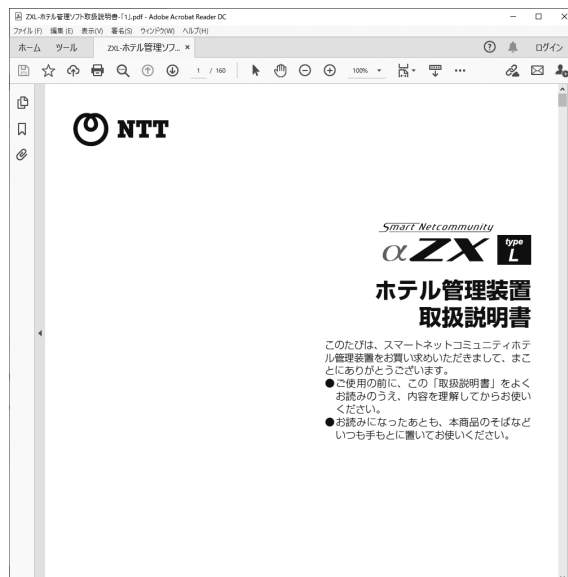 ZXL-ホテル管理ソフト取扱説明書-「1」.pdf - Adobe Acrobat Reader DC
ファイル(F) 編集(E) 表示(V) 署名(S) ウィンドウ(W) ヘルプ(H)
ホーム ツール ZXL-ホテル管理ソフ... × ログイン
1 / 160 100%
NTT
Smart Netcommunity
αZX type L
ホテル管理装置
取扱説明書
このたびは、スマートネットコミュニティホテ
ル管理装置をお買い求めいただきまして、まこ
とにありがとうございます。
●ご使用の前に、この「取扱説明書」をよく
お読みのうえ、内容を理解してからお使い
ください。
●お読みになったあとも、本商品のそばなど
いつも手もとに置いてお使いください。